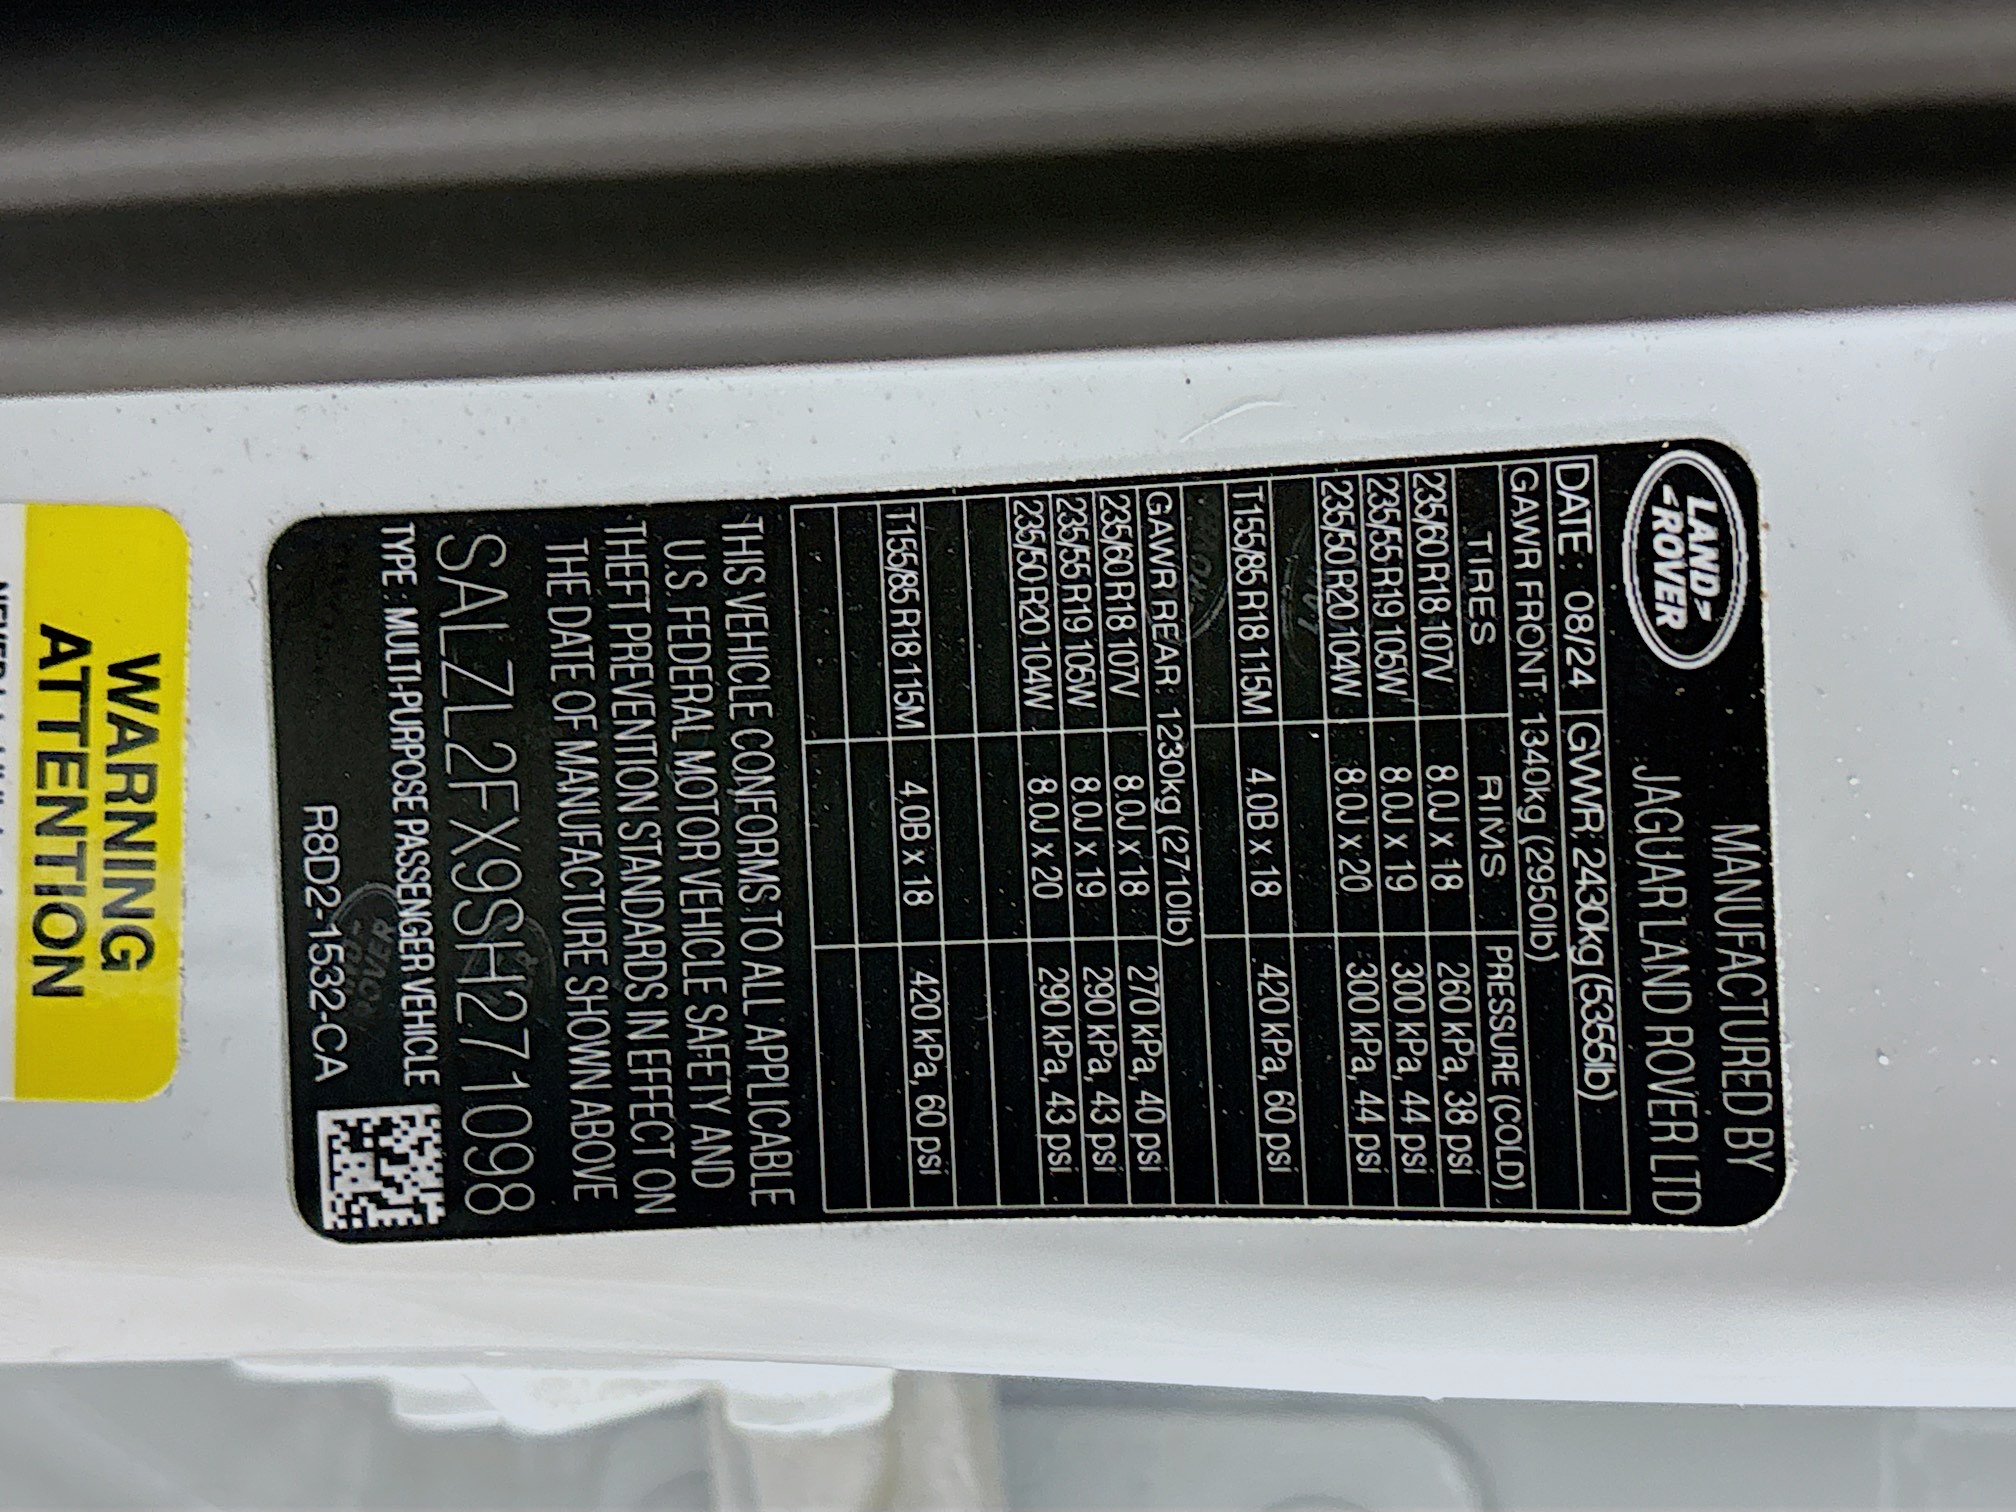 LAND
ROVER
MANUFACTURED BY
JAGUAR LAND ROVER LTD
DATE: 08/24 GWR: 2430kg (5355lb)
GAWR FRONT: 1340kg (2950lb)
TIRES RIMS PRESSURE (COLD)
235/60 R18 107V 8.0J x 18 260 kPa, 38 psi
235/55 R19 105W 8.0J x 19 300 kPa, 44 psi
235/50 R20 104W 8.0J x 20 300 kPa, 44 psi
T155/85 R18 115M 4.0B x 18 420 kPa, 60 psi
GAWR REAR: 1230kg (2710lb)
235/60 R18 107V 8.0J x 18 270 kPa, 40 psi
235/55 R19 105W 8.0J x 19 290 kPa, 43 psi
235/50 R20 104W 8.0J x 20 290 kPa, 43 psi
T155/85 R18 115M 4.0B x 18 420 kPa, 60 psi
THIS VEHICLE CONFORMS TO ALL APPLICABLE
U.S. FEDERAL MOTOR VEHICLE SAFETY AND
THEFT PREVENTION STANDARDS IN EFFECT ON
THE DATE OF MANUFACTURE SHOWN ABOVE
SALZL2FX9SH271098
TYPE: MULTI-PURPOSE PASSENGER VEHICLE
R8D2-1532-CA
WARNING
ATTENTION